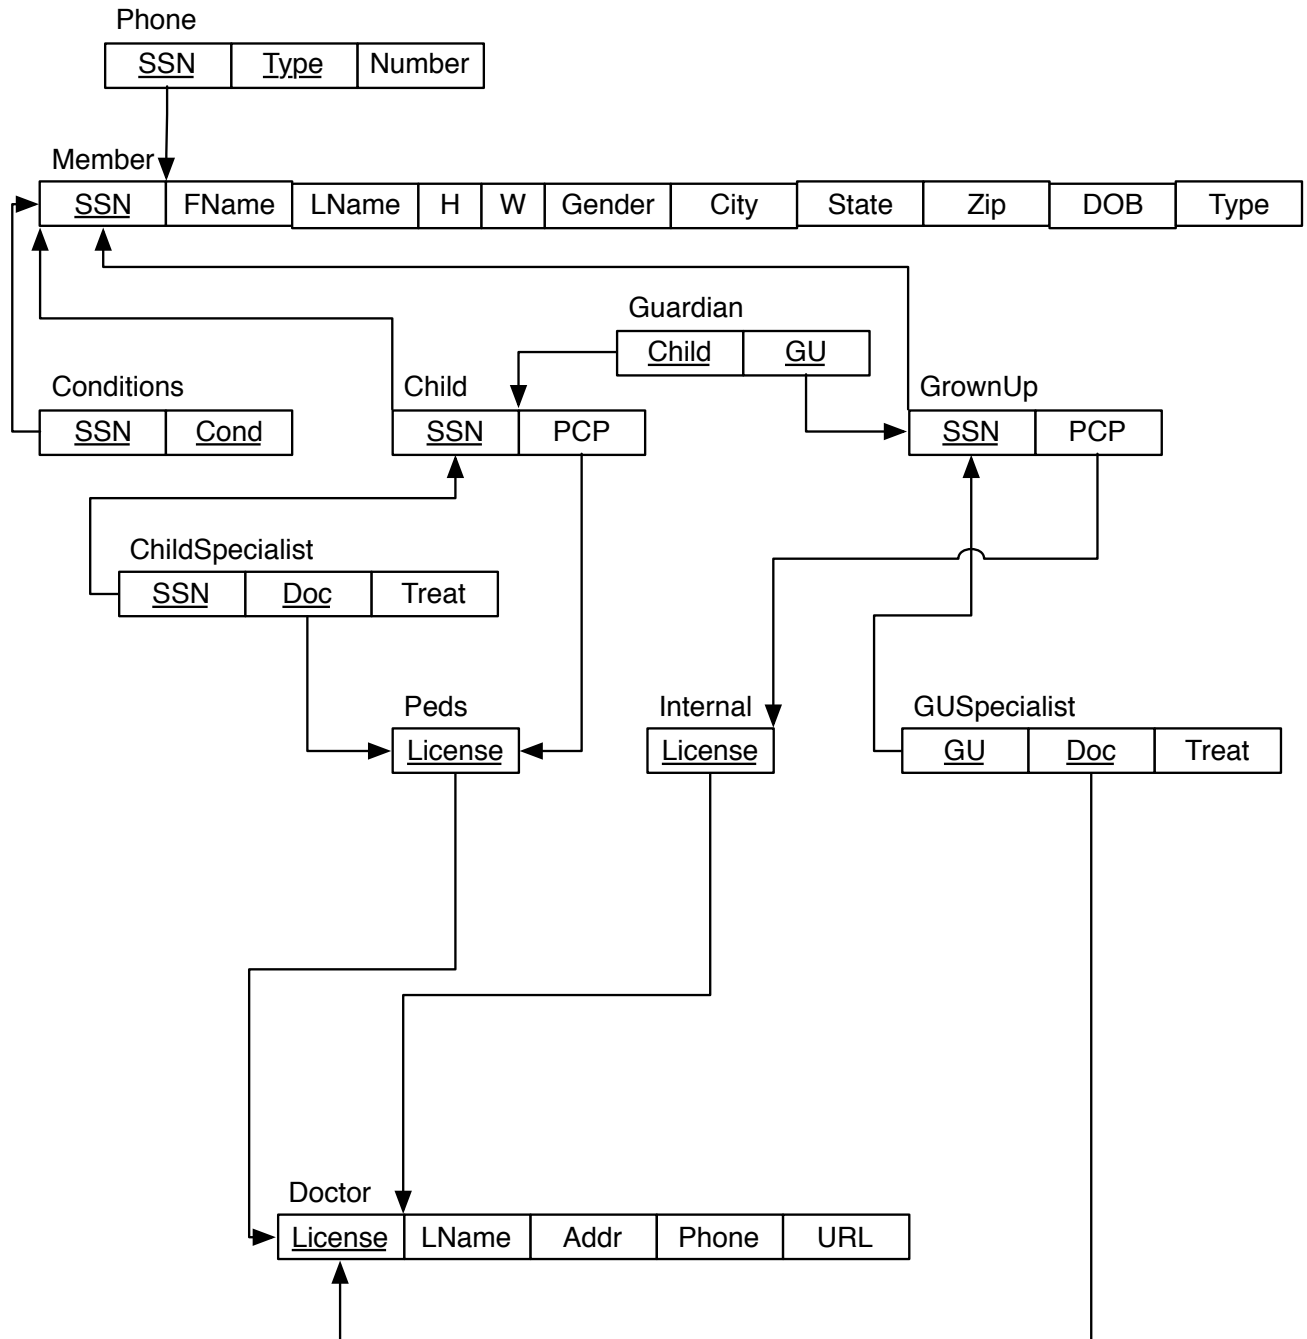 Phone
SSN Type Number
Member
SSN FName LName H W Gender City State Zip DOB Type
Guardian
Child GU
Conditions Child GrownUp
SSN Cond SSN PCP SSN PCP
ChildSpecialist
SSN Doc Treat
Peds Internal GUSpecialist
License License GU Doc Treat
Doctor
License LName Addr Phone URL